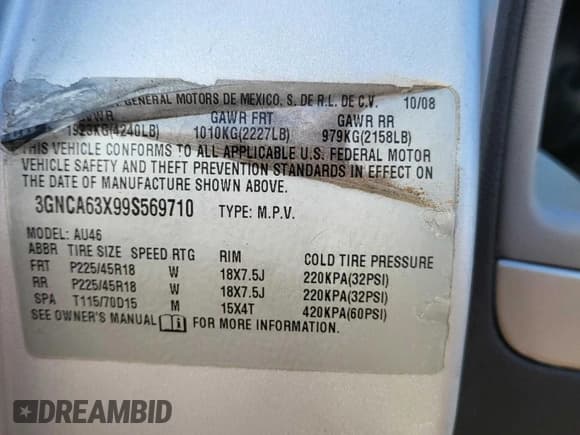 GENERAL MOTORS DE MEXICO, S. DE R.L. DE C.V. 10/08
GVWR GAWR FRT GAWR RR
1923KG(4240LB) 1010KG(2227LB) 979KG(2158LB)
THIS VEHICLE CONFORMS TO ALL APPLICABLE U.S. FEDERAL MOTOR
VEHICLE SAFETY AND THEFT PREVENTION STANDARDS IN EFFECT ON
THE DATE OF MANUFACTURE SHOWN ABOVE.
3GNCA63X99S569710 TYPE: M.P.V.
MODEL: AU46
ABBR TIRE SIZE SPEED RTG RIM COLD TIRE PRESSURE
FRT P225/45R18 W 18X7.5J 220KPA(32PSI)
RR P225/45R18 W 18X7.5J 220KPA(32PSI)
SPA T115/70D15 M 15X4T 420KPA(60PSI)
SEE OWNER'S MANUAL FOR MORE INFORMATION.
DREAMBID